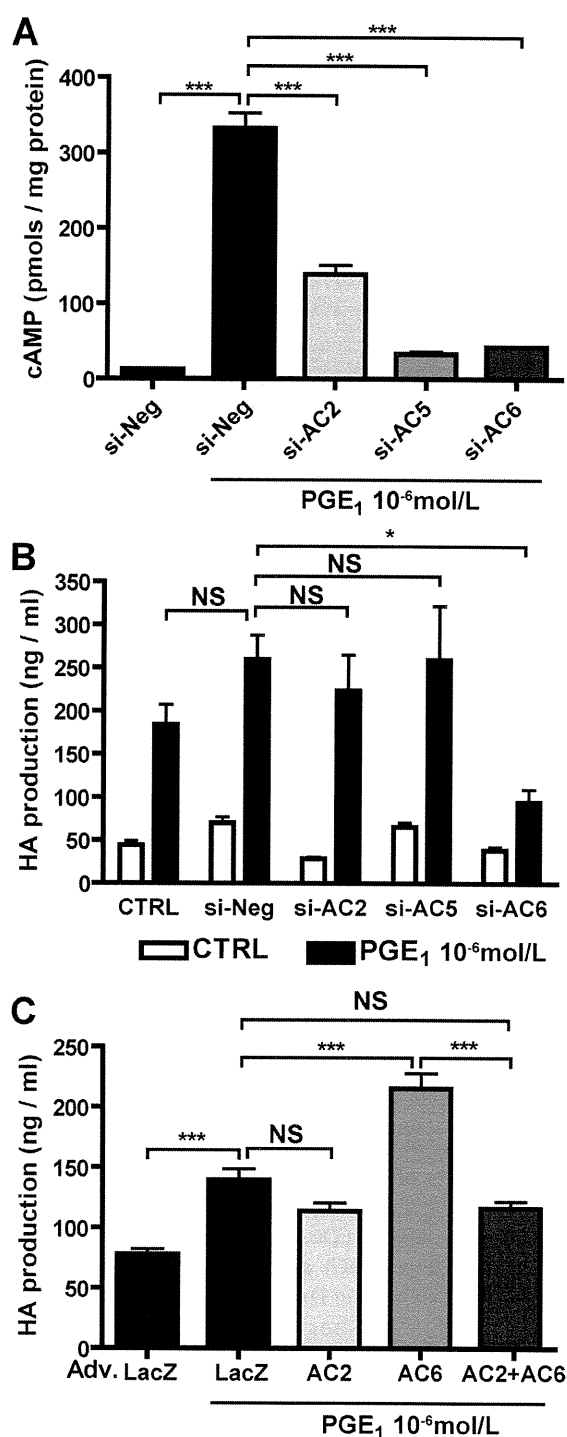 A
***
***
*** ***
cAMP (pmols / mg protein)
400
300
200
100
0
si-Neg si-Neg si-AC2 si-AC5 si-AC6
PGE₁ 10⁻⁶mol/L
B
*
NS
NS NS
HA production (ng / ml)
350
300
250
200
150
100
50
0
CTRL si-Neg si-AC2 si-AC5 si-AC6
CTRL PGE₁ 10⁻⁶mol/L
C
NS
*** ***
*** NS
HA production (ng / ml)
250
200
150
100
50
0
Adv. LacZ LacZ AC2 AC6 AC2+AC6
PGE₁ 10⁻⁶mol/L